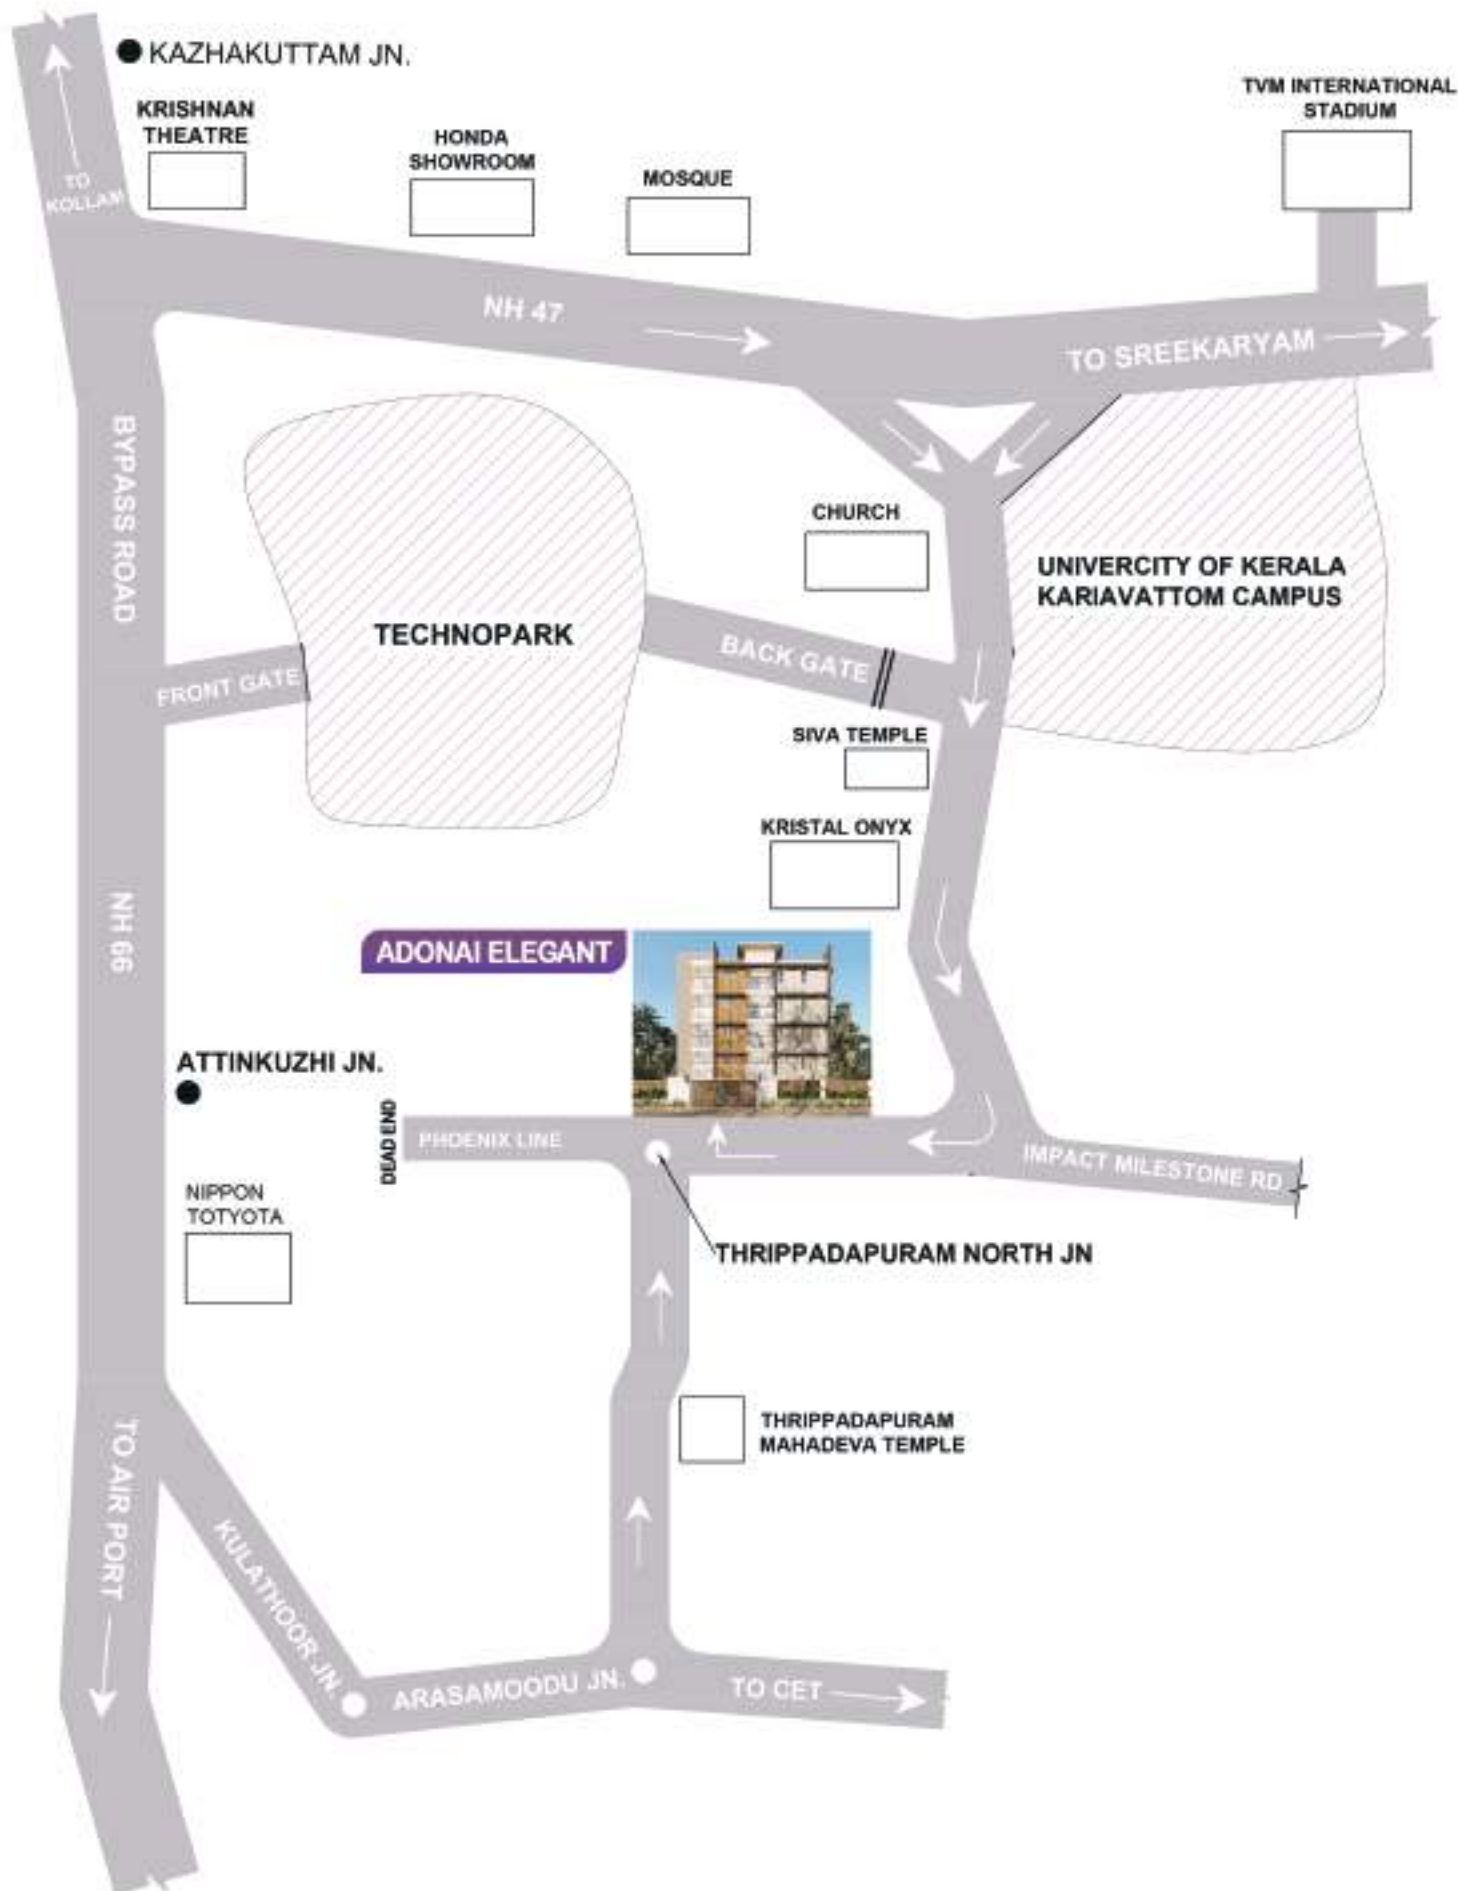 KAZHAKUTTAM JN.
TVM INTERNATIONAL
STADIUM
KRISHNAN
THEATRE
HONDA
SHOWROOM
MOSQUE
TO
KOLLAM
NH 47
TO SREEKARYAM
BYPASS ROAD
CHURCH
UNIVERCITY OF KERALA
KARIAVATTOM CAMPUS
TECHNOPARK
BACK GATE
FRONT GATE
SIVA TEMPLE
KRISTAL ONYX
NH 66
ADONAI ELEGANT
ATTINKUZHI JN.
DEAD END
PHOENIX LINE
IMPACT MILESTONE RD
NIPPON
TOTYOTA
THRIPPADAPURAM NORTH JN
THRIPPADAPURAM
MAHADEVA TEMPLE
TO AIR PORT
KULATHOOR JN.
ARASAMOODU JN.
TO CET